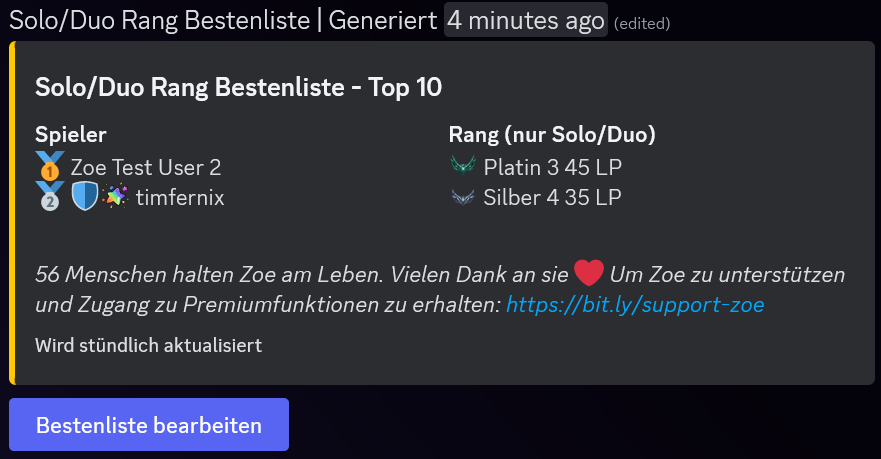 Solo/Duo Rang Bestenliste | Generiert 4 minutes ago (edited)
Solo/Duo Rang Bestenliste - Top 10
Spieler Rang (nur Solo/Duo)
1 Zoe Test User 2 Platin 3 45 LP
2 timfernix Silber 4 35 LP
56 Menschen halten Zoe am Leben. Vielen Dank an sie ❤️ Um Zoe zu unterstützen
und Zugang zu Premiumfunktionen zu erhalten: https://bit.ly/support-zoe
Wird stündlich aktualisiert
Bestenliste bearbeiten